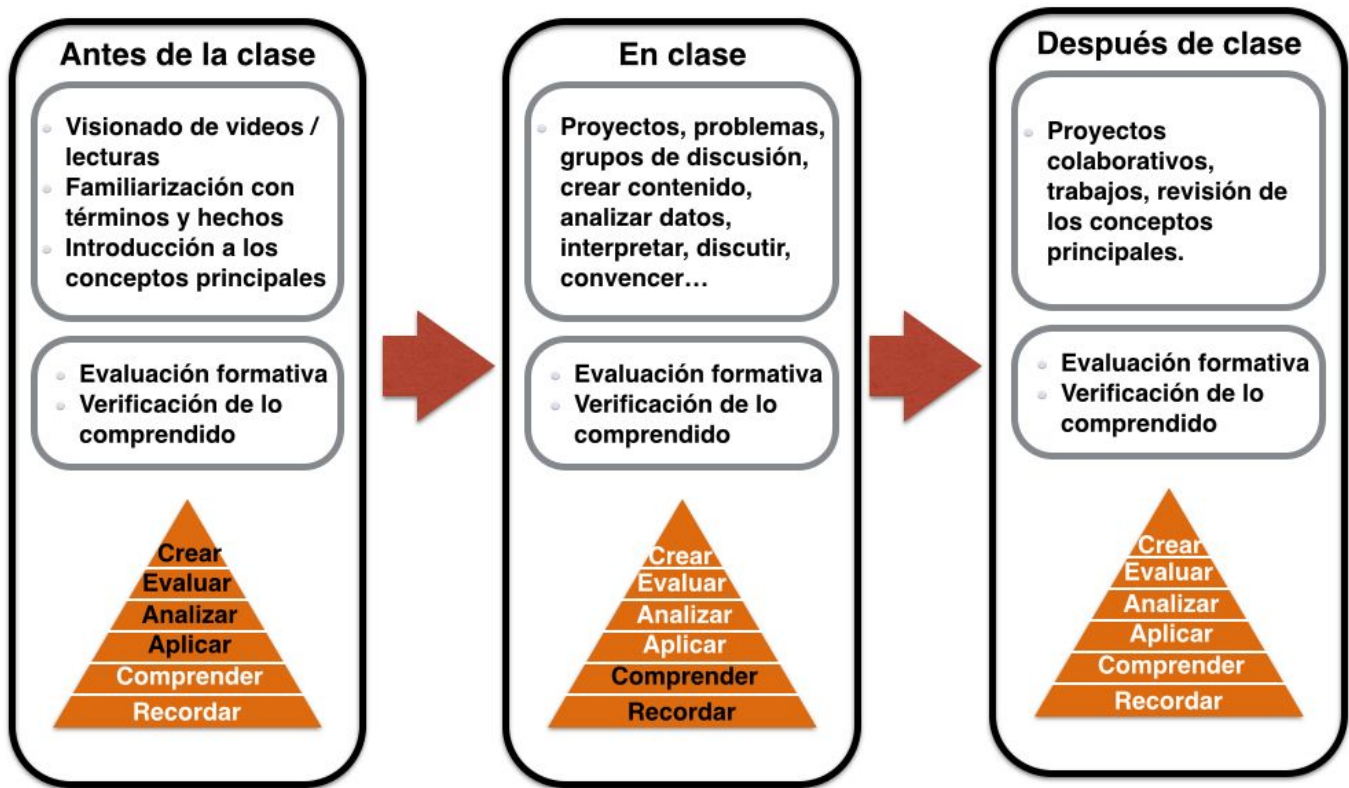 Antes de la clase
Visionado de videos /
lecturas
Familiarización con
términos y hechos
Introducción a los
conceptos principales
Evaluación formativa
Verificación de lo
comprendido
Crear
Evaluar
Analizar
Aplicar
Comprender
Recordar
En clase
Proyectos, problemas,
grupos de discusión,
crear contenido,
analizar datos,
interpretar, discutir,
convencer…
Evaluación formativa
Verificación de lo
comprendido
Crear
Evaluar
Analizar
Aplicar
Comprender
Recordar
Después de clase
Proyectos
colaborativos,
trabajos, revisión de
los conceptos
principales.
Evaluación formativa
Verificación de lo
comprendido
Crear
Evaluar
Analizar
Aplicar
Comprender
Recordar